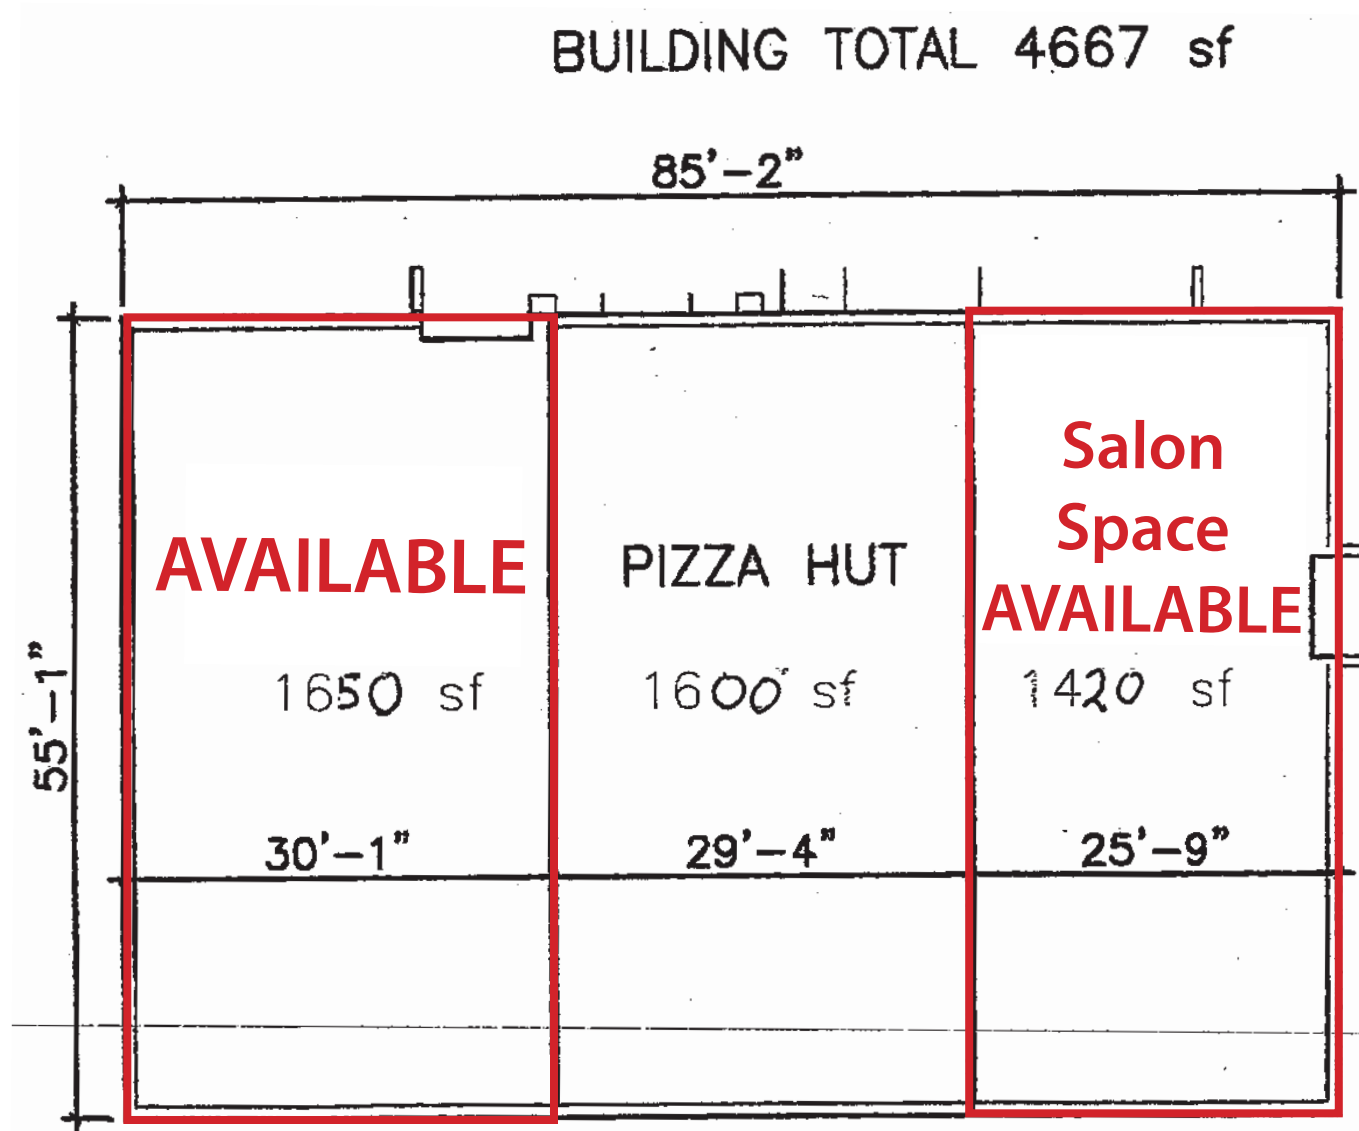 BUILDING TOTAL 4667 sf
85'-2"
55'-1"
AVAILABLE
1650 sf
30'-1"
PIZZA HUT
1600 sf
29'-4"
Salon
Space
AVAILABLE
1420 sf
25'-9"